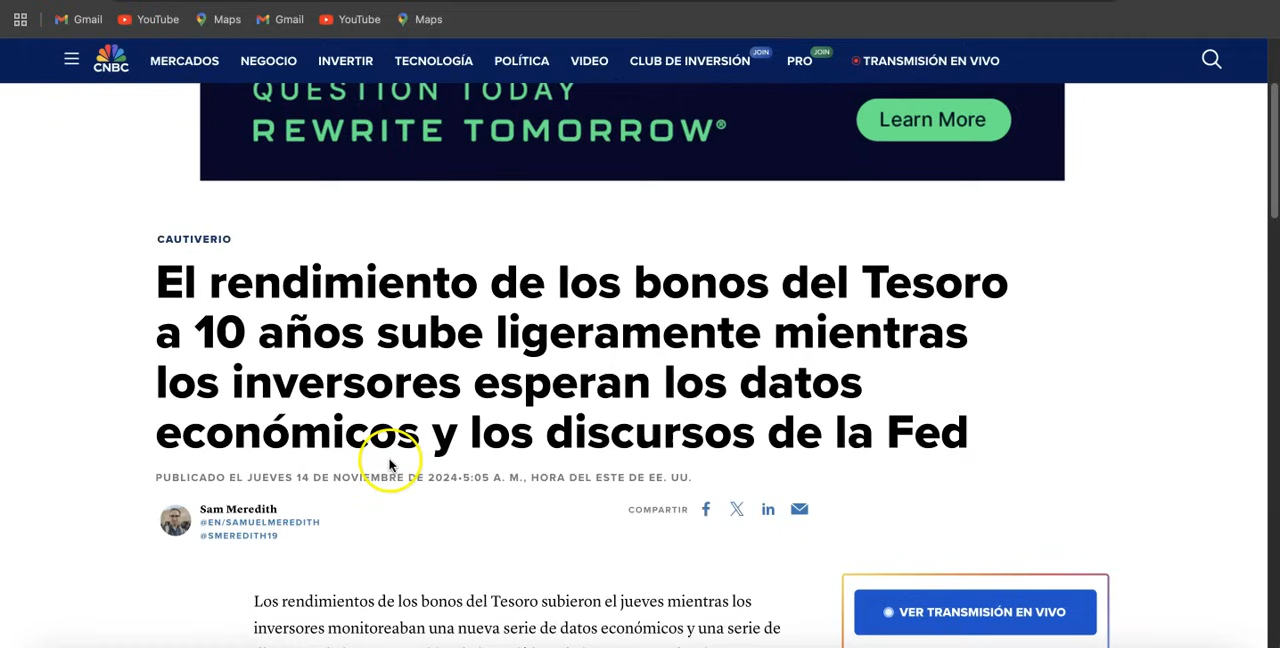 Gmail YouTube Maps Gmail YouTube Maps
CNBC MERCADOS NEGOCIO INVERTIR TECNOLOGÍA POLÍTICA VIDEO CLUB DE INVERSIÓN JOIN PRO JOIN TRANSMISIÓN EN VIVO
QUESTION TODAY
REWRITE TOMORROW®
Learn More
CAUTIVERIO
El rendimiento de los bonos del Tesoro
a 10 años sube ligeramente mientras
los inversores esperan los datos
económicos y los discursos de la Fed
PUBLICADO EL JUEVES 14 DE NOVIEMBRE DE 2024•5:05 A. M., HORA DEL ESTE DE EE. UU.
Sam Meredith
@EN/SAMUELMEREDITH
@SMEREDITH19
COMPARTIR
Los rendimientos de los bonos del Tesoro subieron el jueves mientras los
inversores monitoreaban una nueva serie de datos económicos y una serie de
VER TRANSMISIÓN EN VIVO